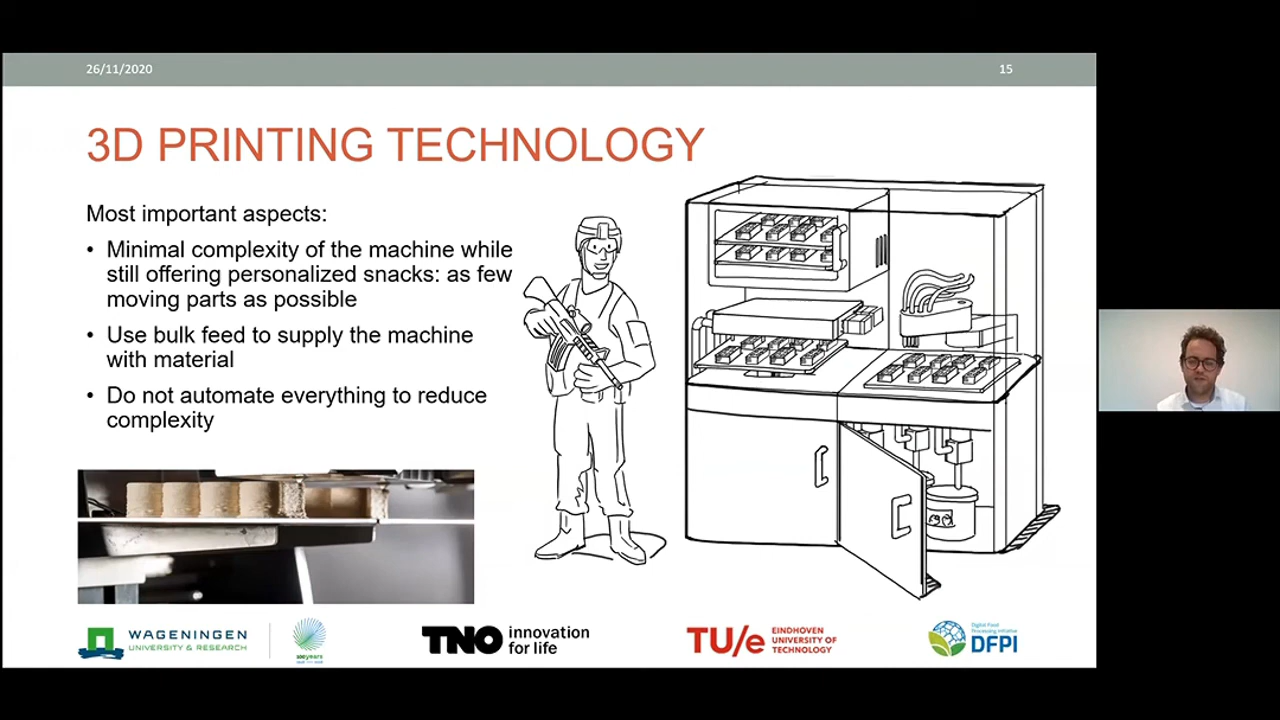 26/11/2020
15
3D PRINTING TECHNOLOGY
Most important aspects:
• Minimal complexity of the machine while
still offering personalized snacks: as few
moving parts as possible
• Use bulk feed to supply the machine
with material
• Do not automate everything to reduce
complexity
WAGENINGEN
UNIVERSITY & RESEARCH
100years
TNO innovation
for life
TU/e EINDHOVEN
UNIVERSITY OF
TECHNOLOGY
Digital Food
Processing Initiative
DFPI